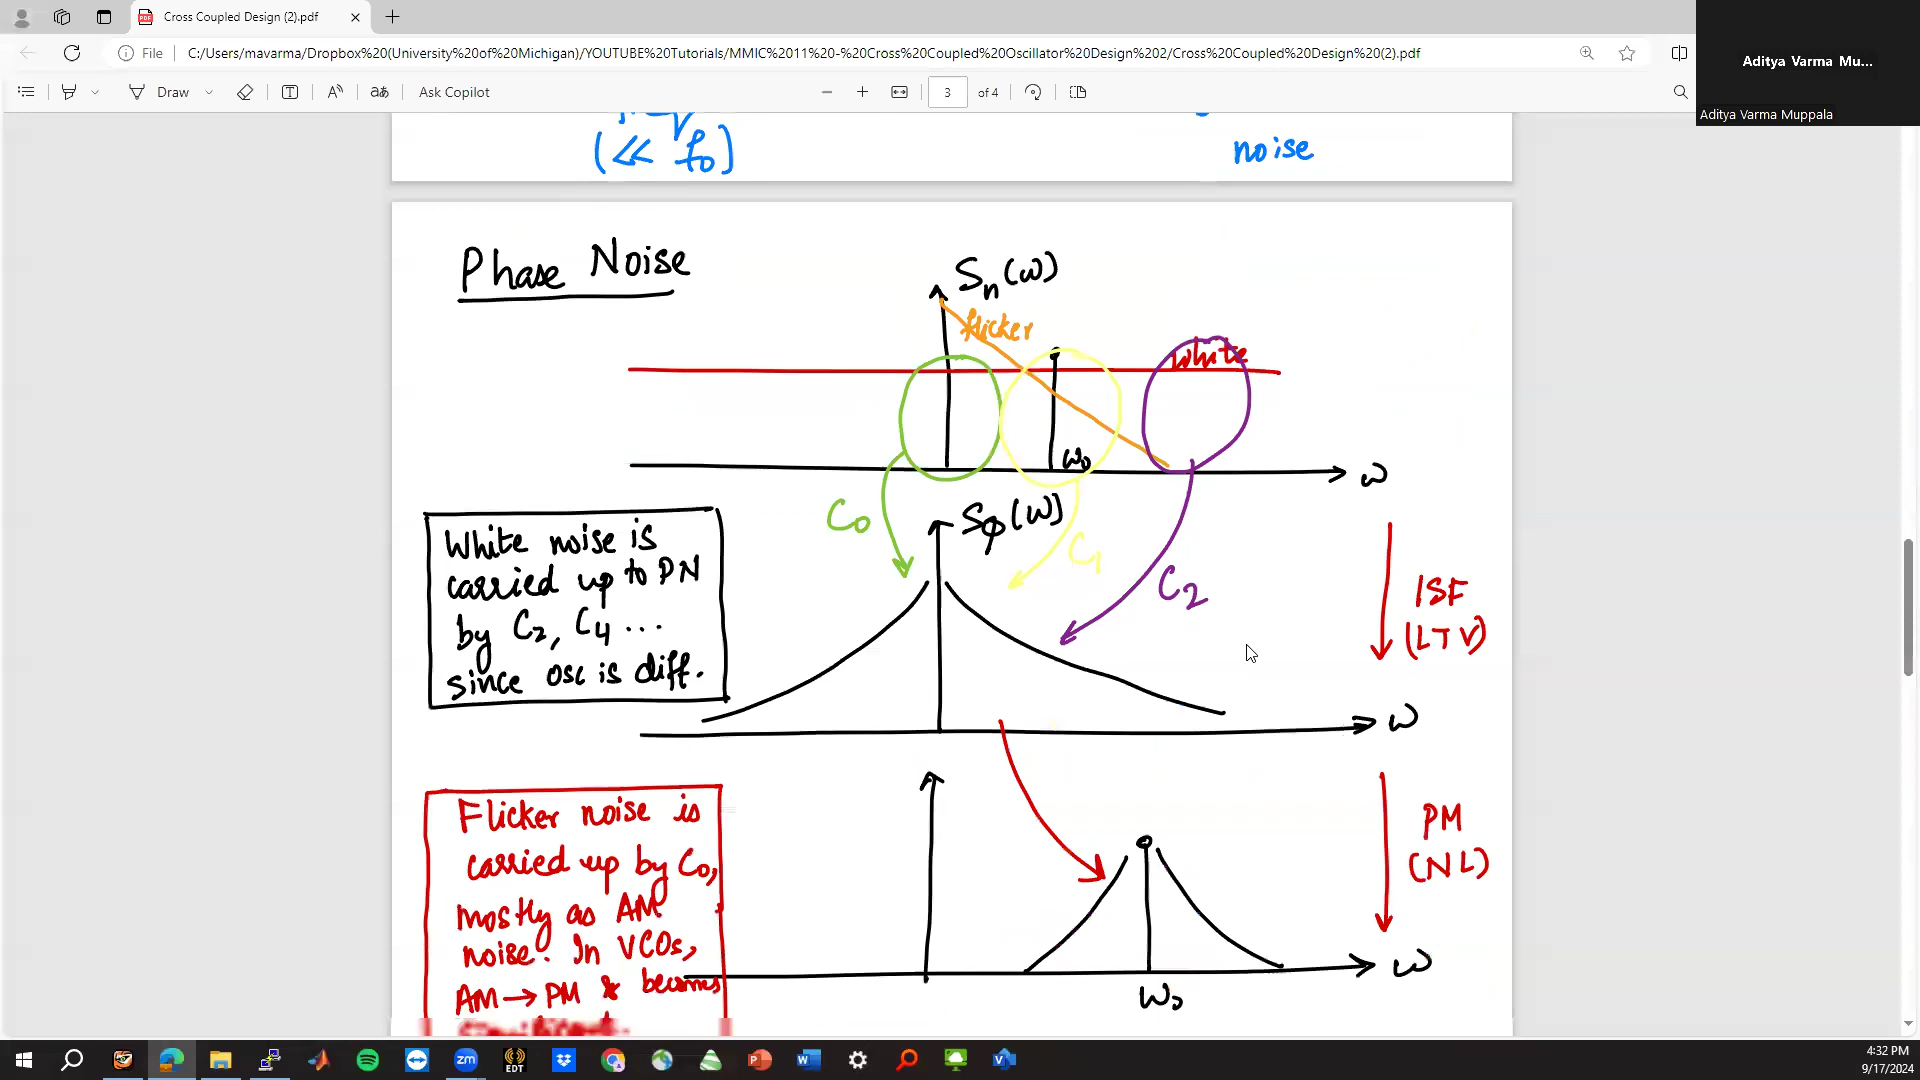 Cross Coupled Design (2).pdf
File
C:/Users/mavarma/Dropbox%20(University%20of%20Michigan)/YOUTUBE%20Tutorials/MMIC%2011%20-%20Cross%20Coupled%20Oscillator%20Design%202/Cross%20Coupled%20Design%20(2).pdf
Aditya Varma Mu...
Aditya Varma Muppala
Draw
Ask Copilot
3
of 4
(≪ f₀)
noise
Phase Noise
Sₙ(ω)
flicker
white
ω₀
ω
C₀
Sφ(ω)
C₁
C₂
White noise is
carried up to PN
by C₂, C₄ ...
since osc is diff.
ISF
(LTV)
ω
Flicker noise is
carried up by C₀,
mostly as AM
noise. In VCOs,
AM → PM & becomes
PM
(NL)
ω
ω₀
EDT
4:32 PM
9/17/2024